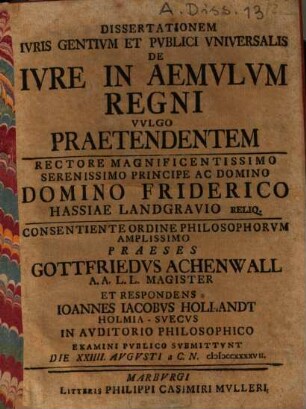 A. Diss. 13
DISSERTATIONEM
IVRIS GENTIVM ET PVBLICI VNIVERSALIS
DE
IVRE IN AEMVLVM
REGNI
VVLGO
PRAETENDENTEM
RECTORE MAGNIFICENTISSIMO
SERENISSIMO PRINCIPE AC DOMINO
DOMINO FRIDERICO
HASSIAE LANDGRAVIO RELIQ.
CONSENTIENTE ORDINE PHILOSOPHORVM
AMPLISSIMO
PRAESES
GOTTFRIEDVS ACHENWALL
A. A. L. L. MAGISTER
ET RESPONDENS
IOANNES IACOBVS HOLLANDT
HOLMIA - SVECVS
IN AVDITORIO PHILOSOPHICO
EXAMINI PVBLICO SVBMITTVNT
DIE XXIIII. AVGVSTI a C. N.
MARBVRGI
LITTERIS PHILIPPI CASIMIRI MVLLERI,